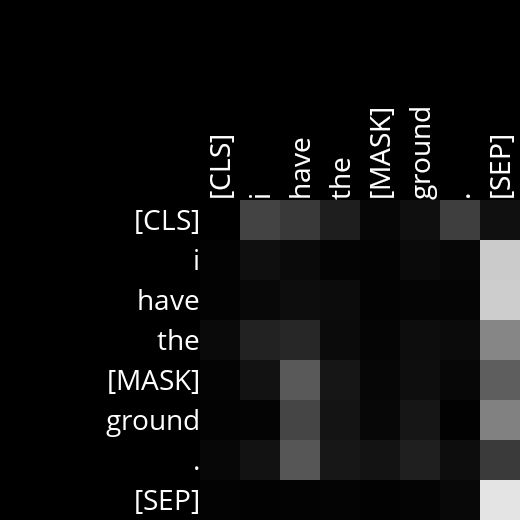 [CLS] i have the [MASK] ground . [SEP]
[CLS]
i
have
the
[MASK]
ground
.
[SEP]